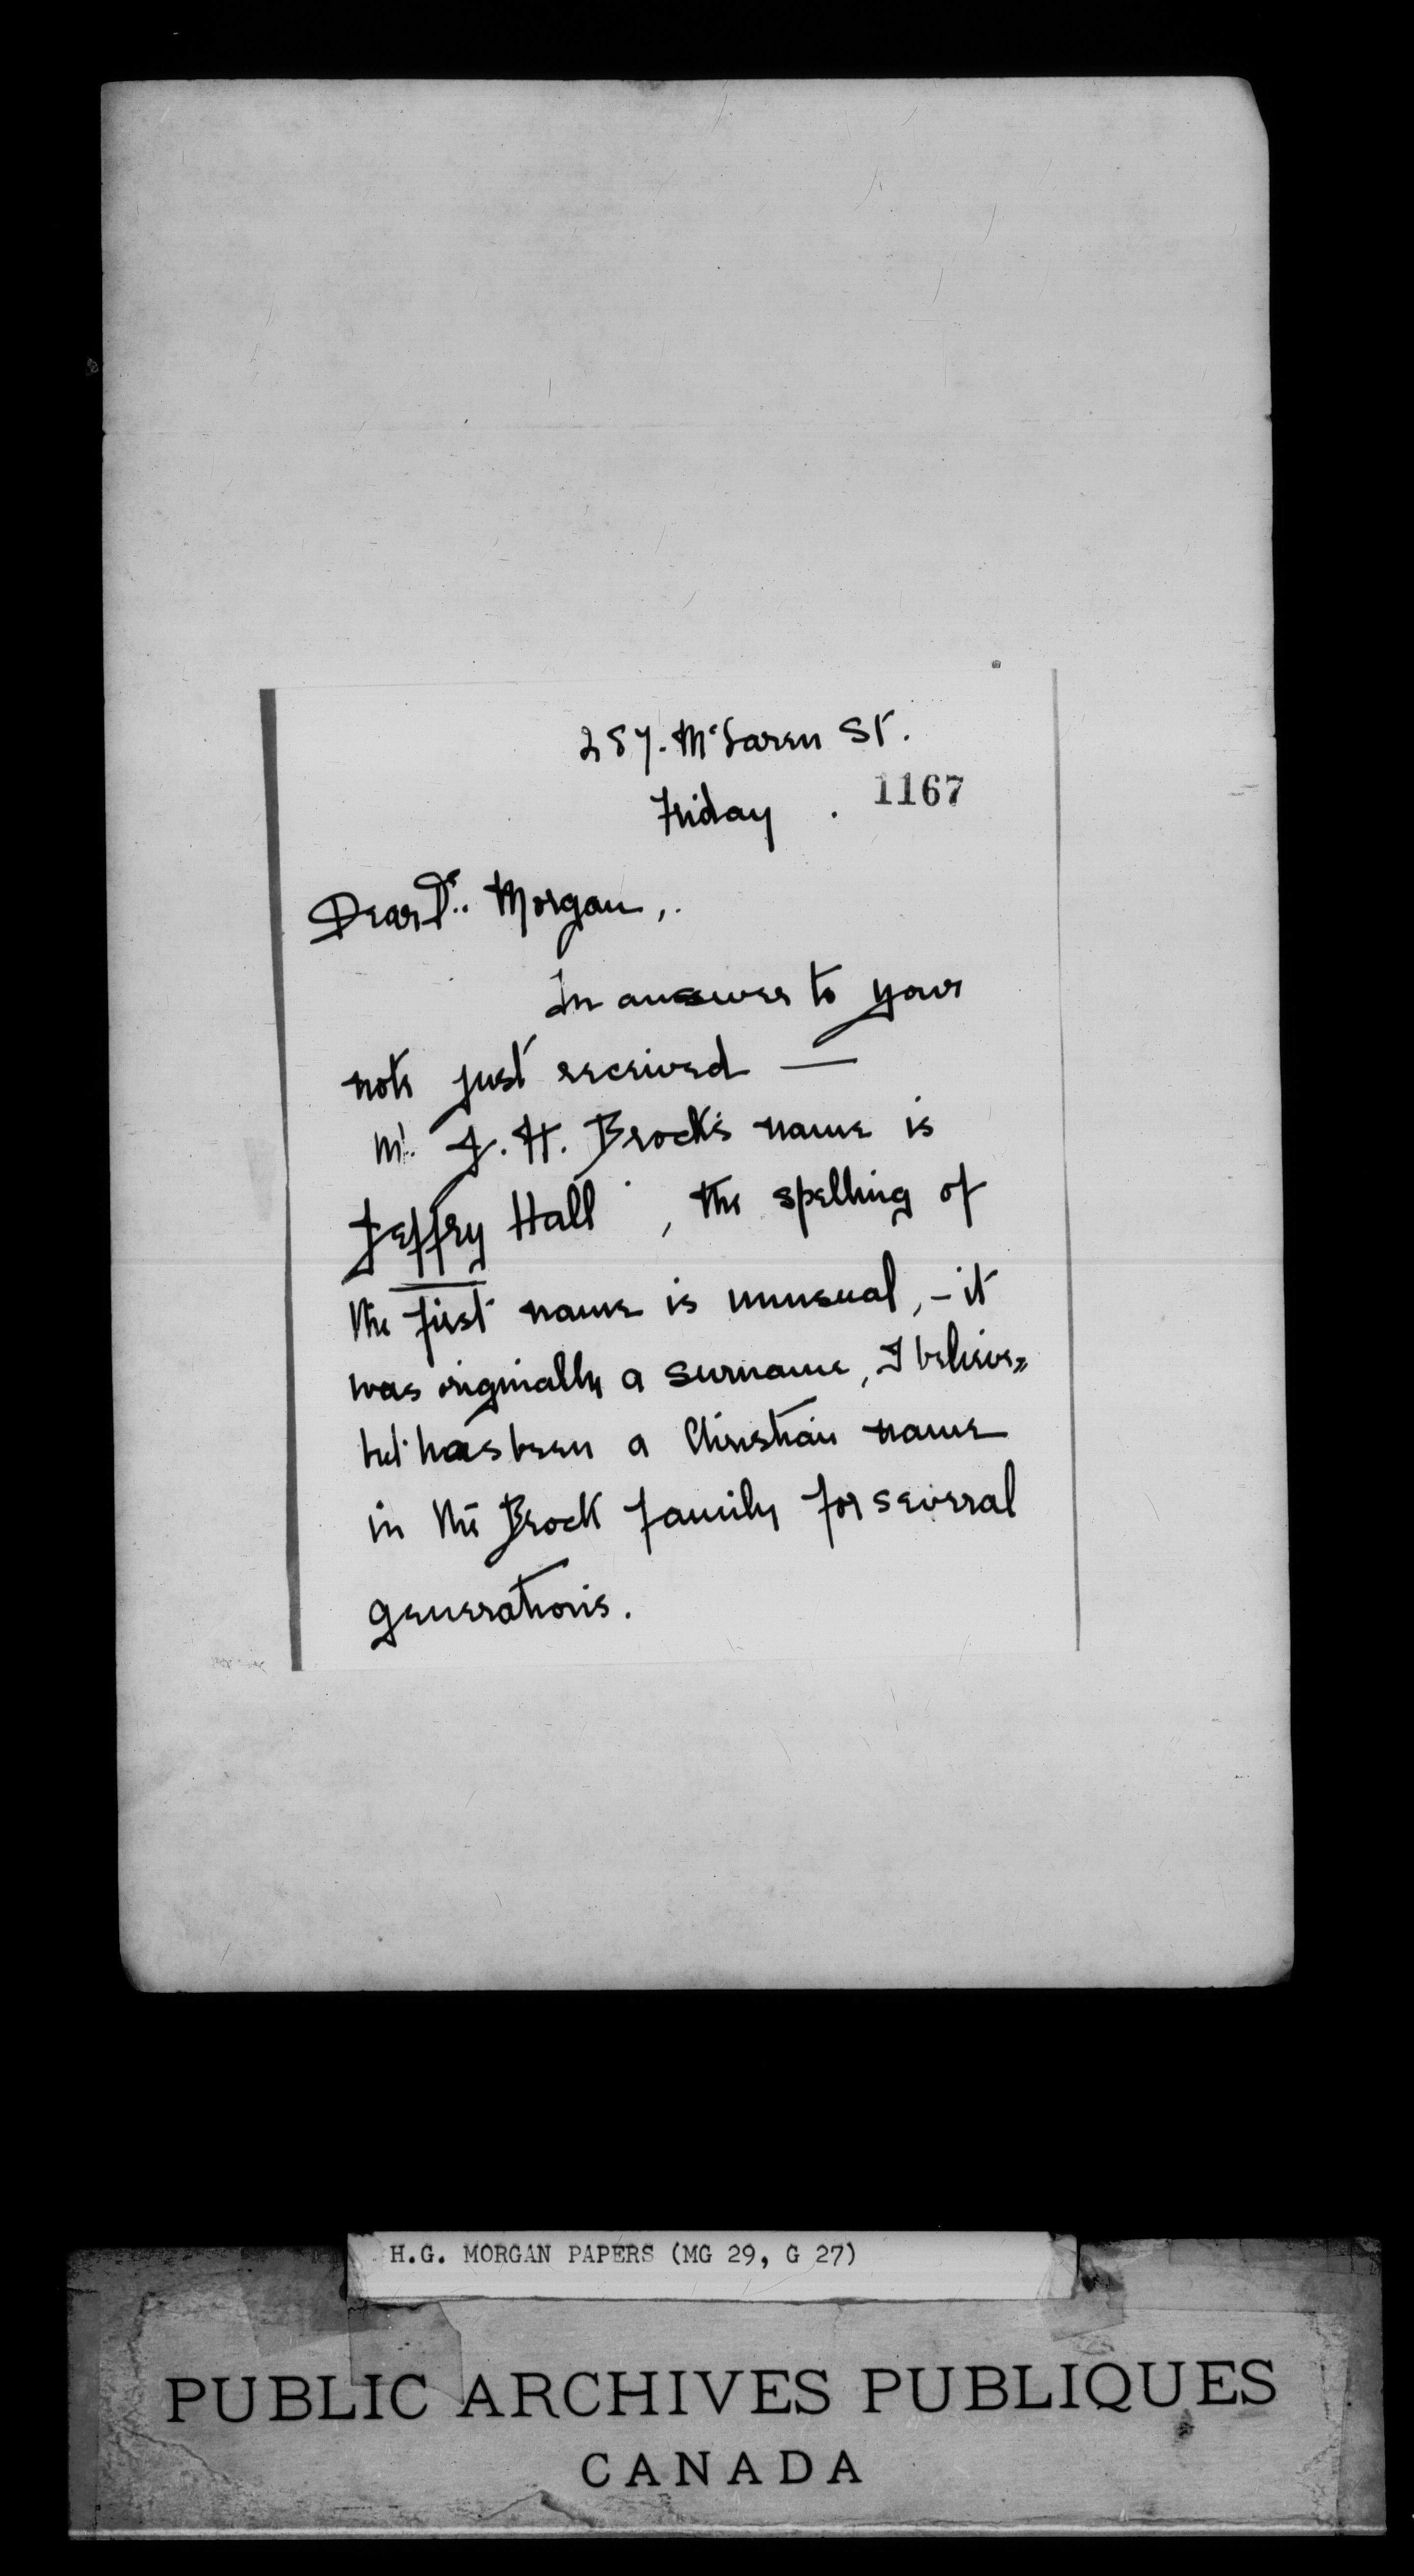 287. McLaren St.
Friday . 1167
Dear Dr. Morgan,.
In answer to your
note just received —
Mr. J. H. Brock's name is
Jeffry Hall , the spelling of
the first name is unusual, - it
was originally a surname, I believe,
but has been a Christian name
in the Brock family for several
generations.
H.G. MORGAN PAPERS (MG 29, G 27)
PUBLIC ARCHIVES PUBLIQUES
CANADA